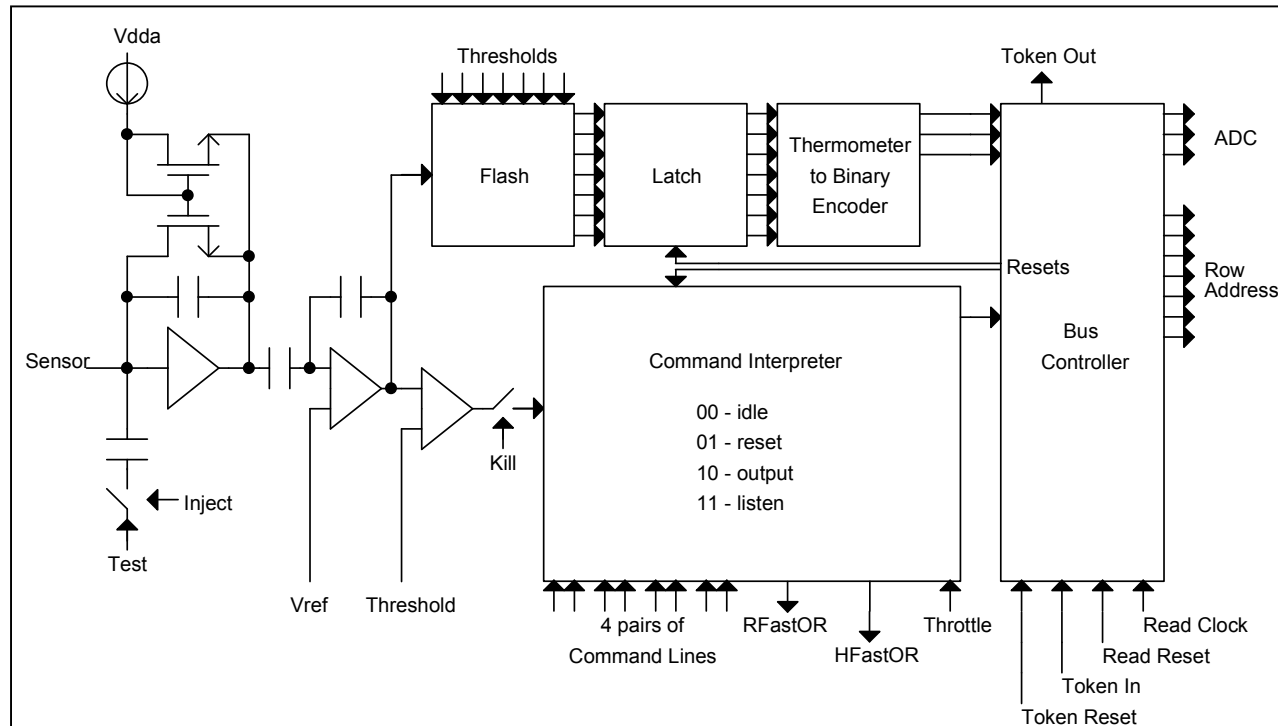 Vdda
Thresholds
Token Out
Flash
Latch
Thermometer
to Binary
Encoder
ADC
Resets
Row
Address
Bus
Controller
Sensor
Command Interpreter
00 - idle
01 - reset
10 - output
11 - listen
Kill
Inject
Test
Vref
Threshold
4 pairs of
Command Lines
RFastOR
HFastOR
Throttle
Read Clock
Read Reset
Token In
Token Reset